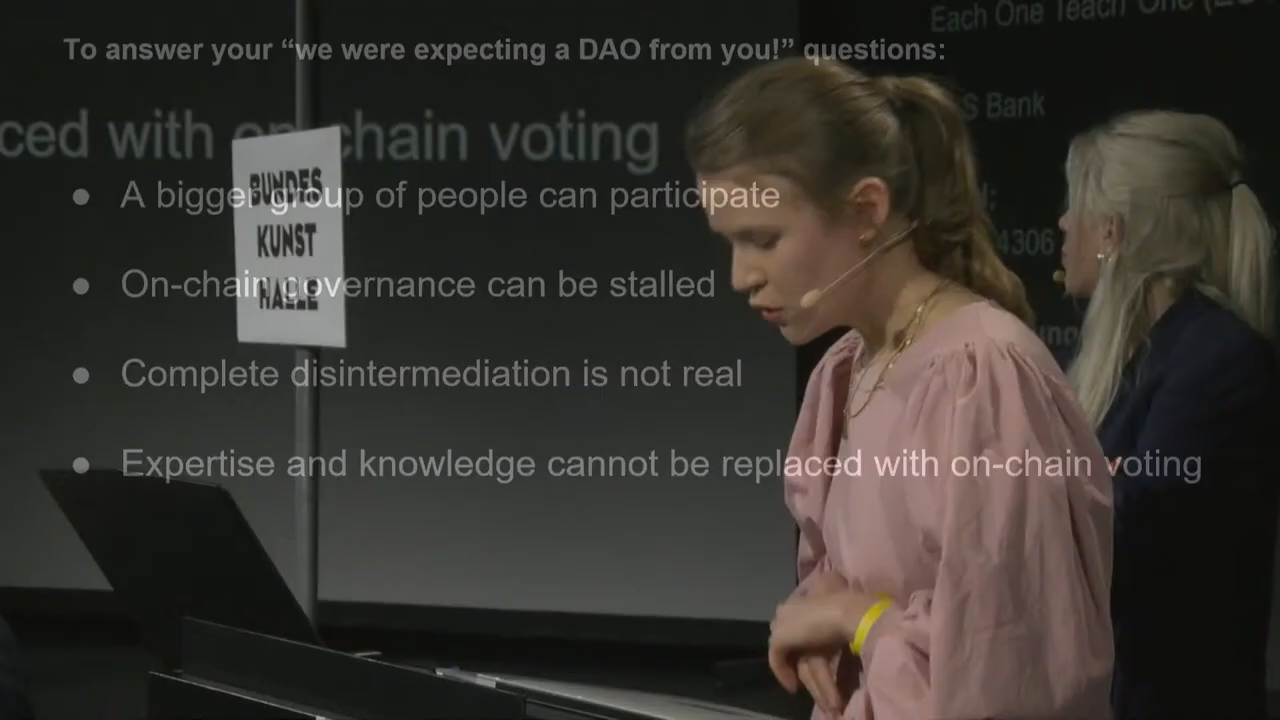 To answer your “we were expecting a DAO from you!” questions:
Each One Teach One
ced with on-chain voting
Bank
● A bigger group of people can participate
BUNDES
KUNST
HALLE
4306
● On-chain governance can be stalled
● Complete disintermediation is not real
● Expertise and knowledge cannot be replaced with on-chain voting